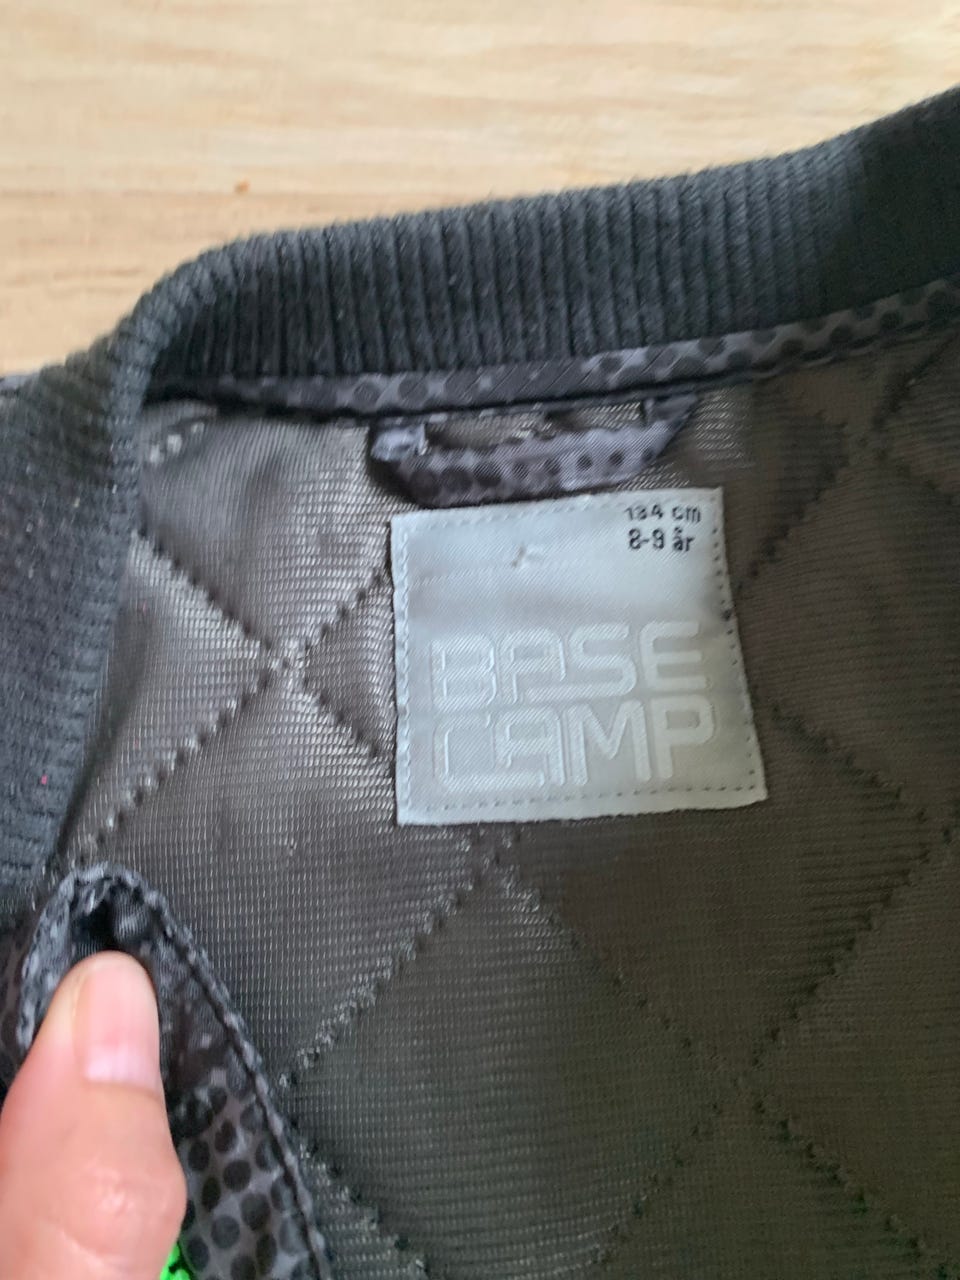 134 cm
8-9 år
BASE
CAMP